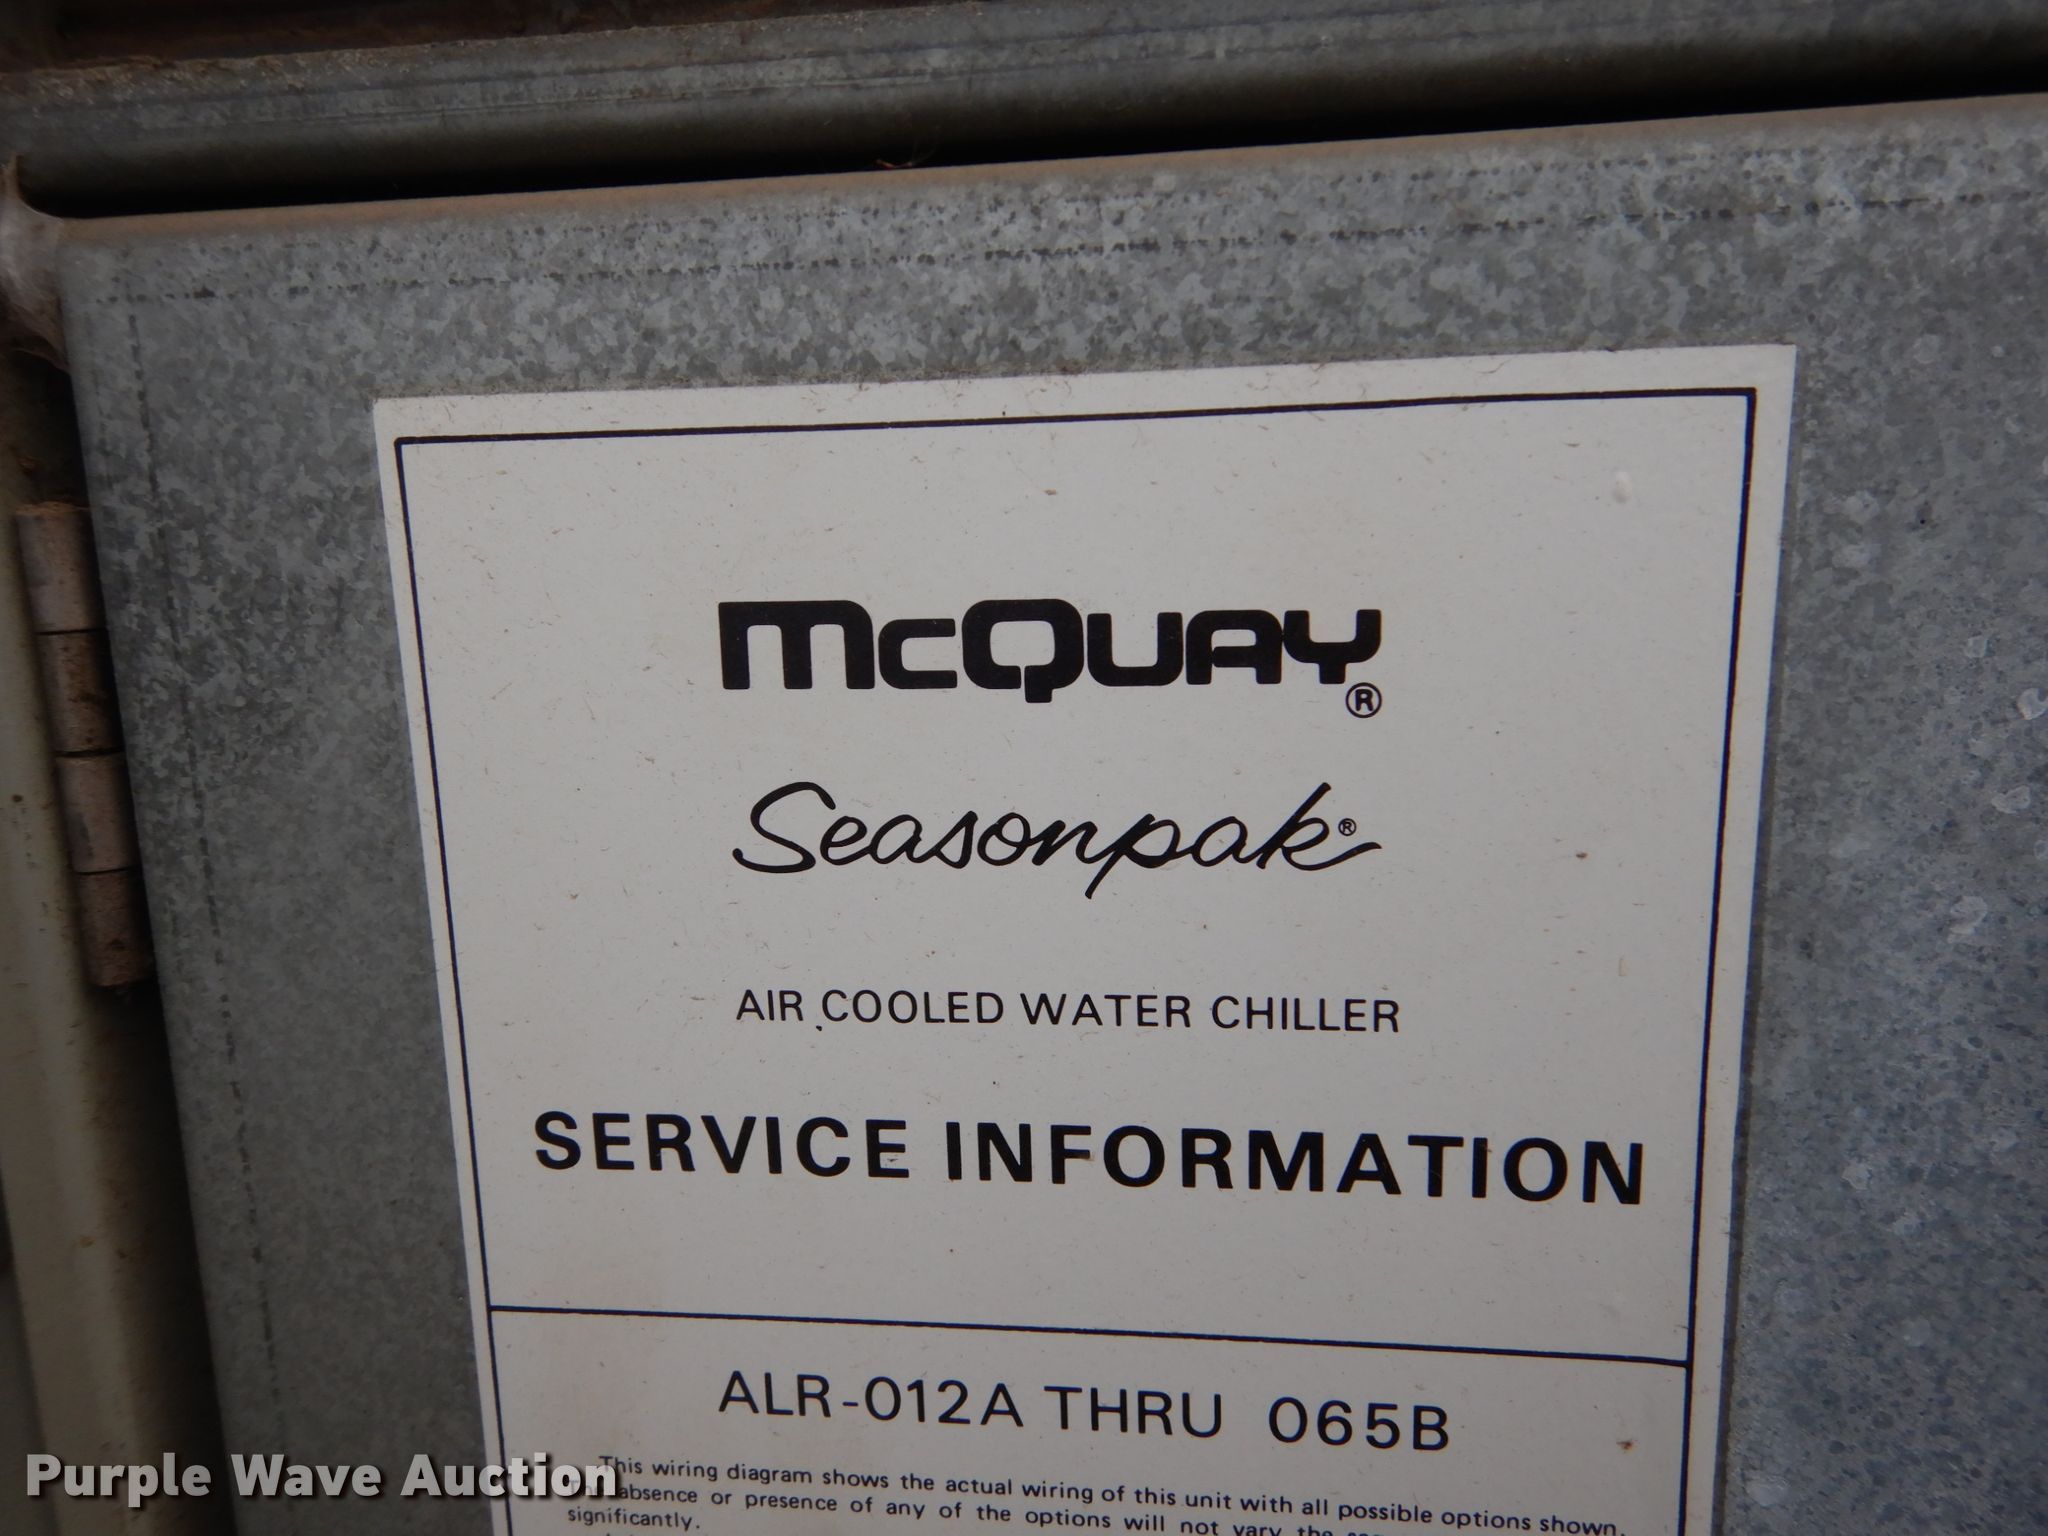 McQuay®
Seasonpak®
AIR COOLED WATER CHILLER
SERVICE INFORMATION
ALR-012A THRU 065B
This wiring diagram shows the actual wiring of this unit with all possible options shown.
absence or presence of any of the options will not vary the
significantly.
Purple Wave Auction